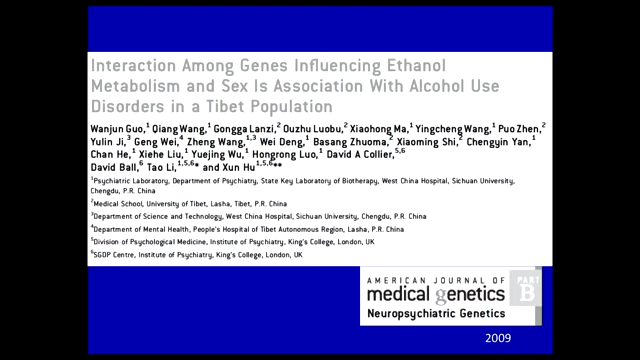 Interaction Among Genes Influencing Ethanol
Metabolism and Sex Is Association With Alcohol Use
Disorders in a Tibet Population
Wanjun Guo,1 Qiang Wang,1 Gongga Lanzi,2 Ouzhu Luobu,2 Xiaohong Ma,1 Yingcheng Wang,1 Puo Zhen,2
Yulin Ji,3 Geng Wei,4 Zheng Wang,1,3 Wei Deng,1 Basang Zhuoma,2 Xiaoming Shi,2 Chengyin Yan,1
Chan He,1 Xiehe Liu,1 Yuejing Wu,1 Hongrong Luo,1 David A Collier,5,6
David Ball,6 Tao Li,1,5,6* and Xun Hu1,5,6**
1Psychiatric Laboratory, Department of Psychiatry, State Key Laboratory of Biotherapy, West China Hospital, Sichuan University,
Chengdu, P.R. China
2Medical School, University of Tibet, Lasha, Tibet, P.R. China
3Department of Science and Technology, West China Hospital, Sichuan University, Chengdu, P.R. China
4Department of Mental Health, People's Hospital of Tibet Autonomous Region, Lasha, P.R. China
5Division of Psychological Medicine, Institute of Psychiatry, King's College, London, UK
6SGDP Centre, Institute of Psychiatry, King's College, London, UK
AMERICAN JOURNAL OF
medical genetics
PART
B
Neuropsychiatric Genetics
2009